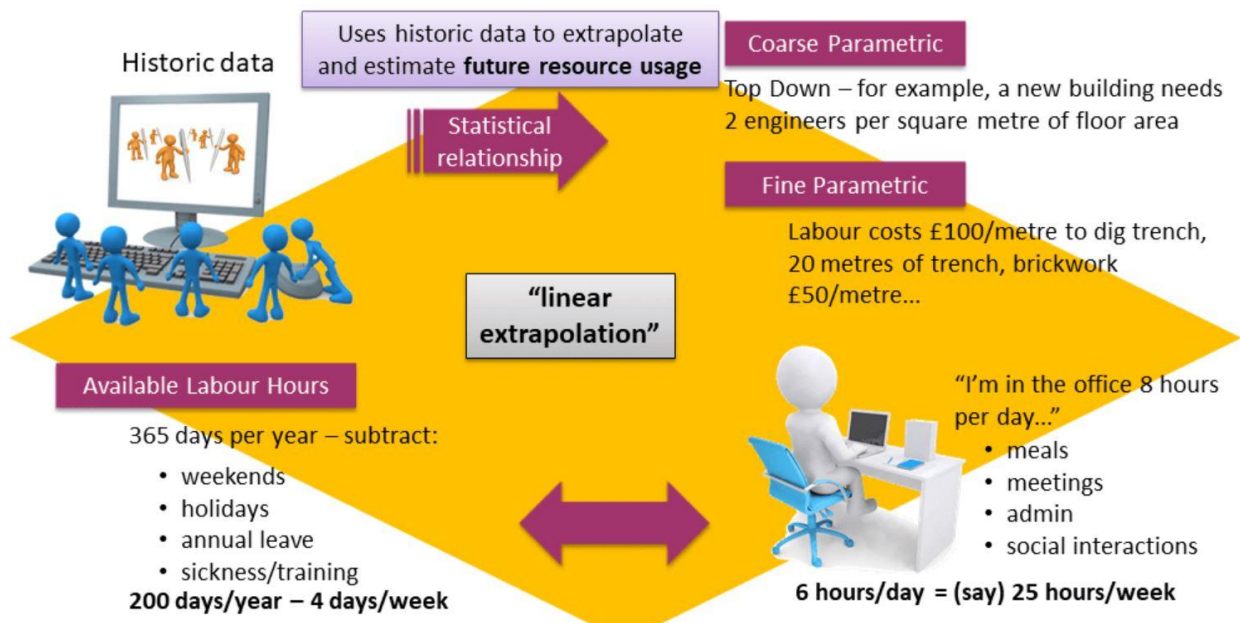 Historic data
Uses historic data to extrapolate
and estimate future resource usage
Statistical
relationship
Coarse Parametric
Top Down – for example, a new building needs
2 engineers per square metre of floor area
Fine Parametric
Labour costs £100/metre to dig trench,
20 metres of trench, brickwork
£50/metre...
“linear
extrapolation”
Available Labour Hours
365 days per year – subtract:
• weekends
• holidays
• annual leave
• sickness/training
200 days/year – 4 days/week
“I’m in the office 8 hours
per day...”
• meals
• meetings
• admin
• social interactions
6 hours/day = (say) 25 hours/week